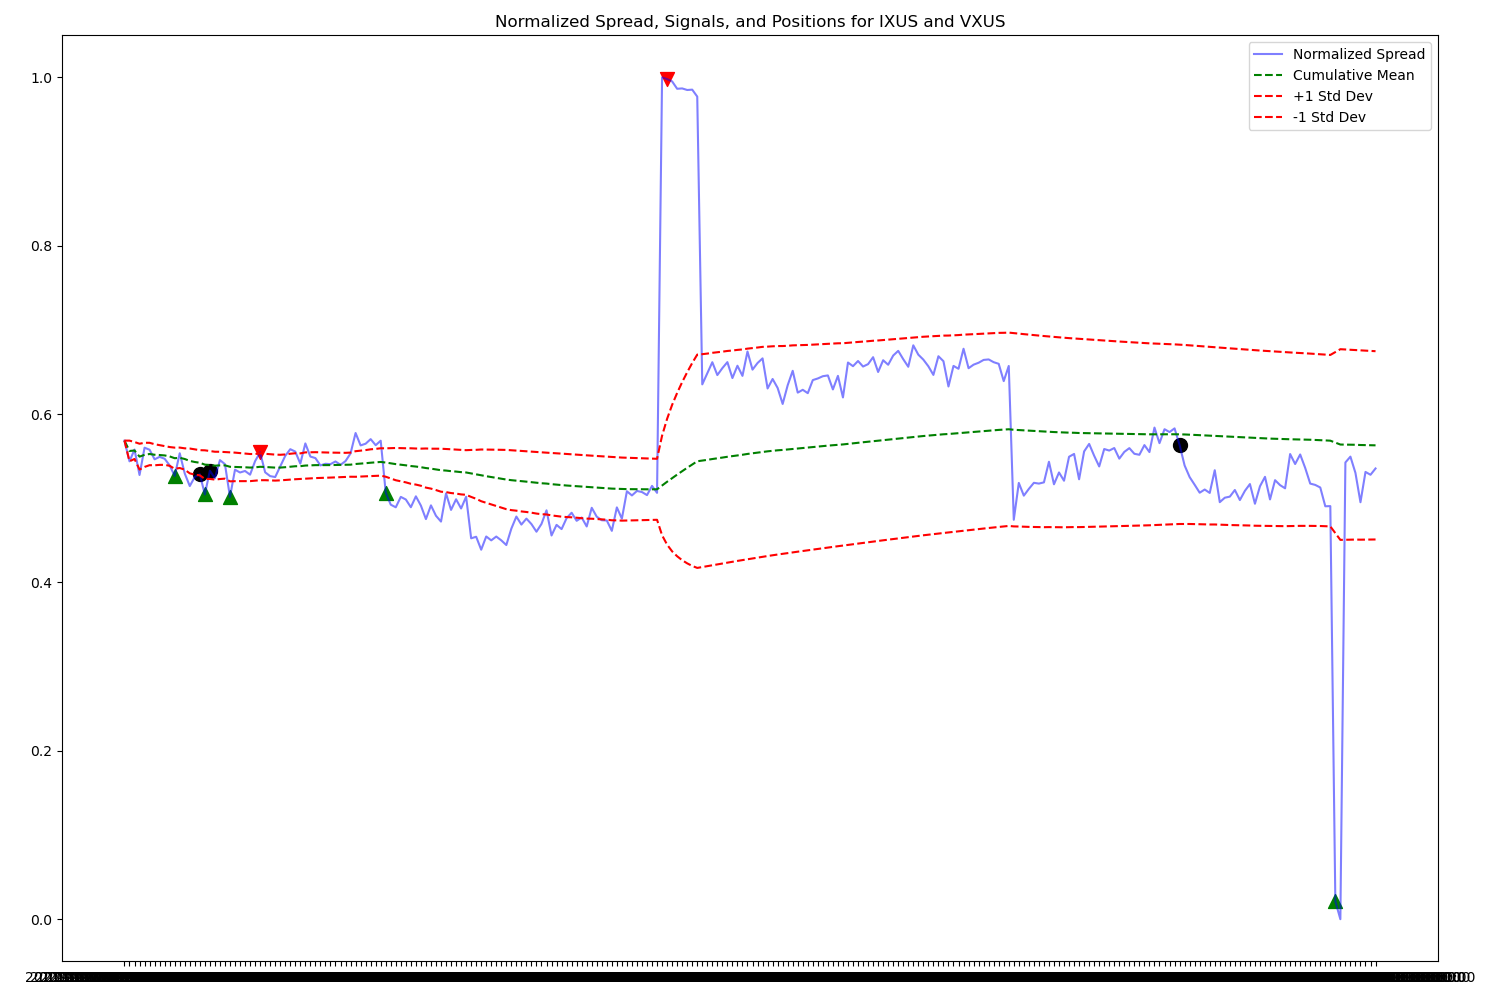 Normalized Spread, Signals, and Positions for IXUS and VXUS
Normalized Spread
Cumulative Mean
+1 Std Dev
-1 Std Dev
1.0
0.8
0.6
0.4
0.2
0.0